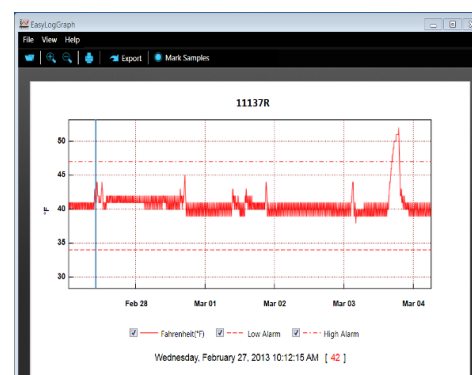 EasyLogGraph
File View Help
Export Mark Samples
11137R
50
45
40
35
30
°F
Feb 28 Mar 01 Mar 02 Mar 03 Mar 04
Fahrenheit(°F) Low Alarm High Alarm
Wednesday, February 27, 2013 10:12:15 AM [ 42 ]